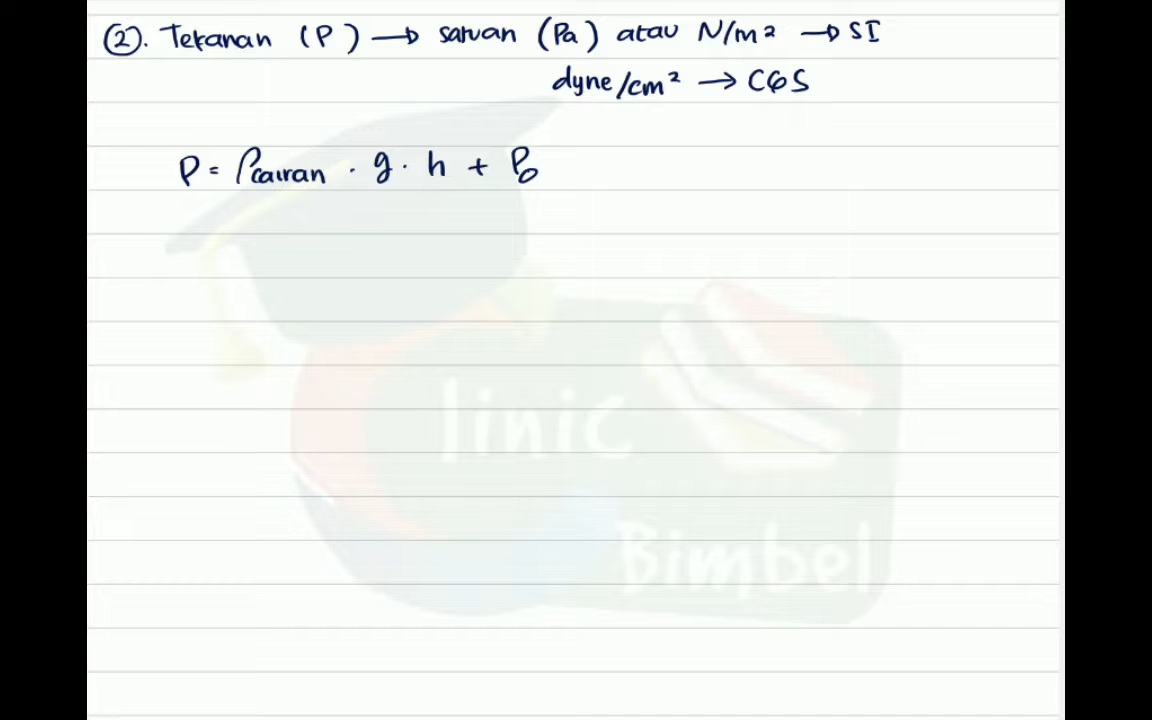 ②. Tekanan (P) → satuan (Pa) atau N/m² → SI
dyne/cm² → CGS
P = ρcairan · g · h + P₀
linic
Bimbel